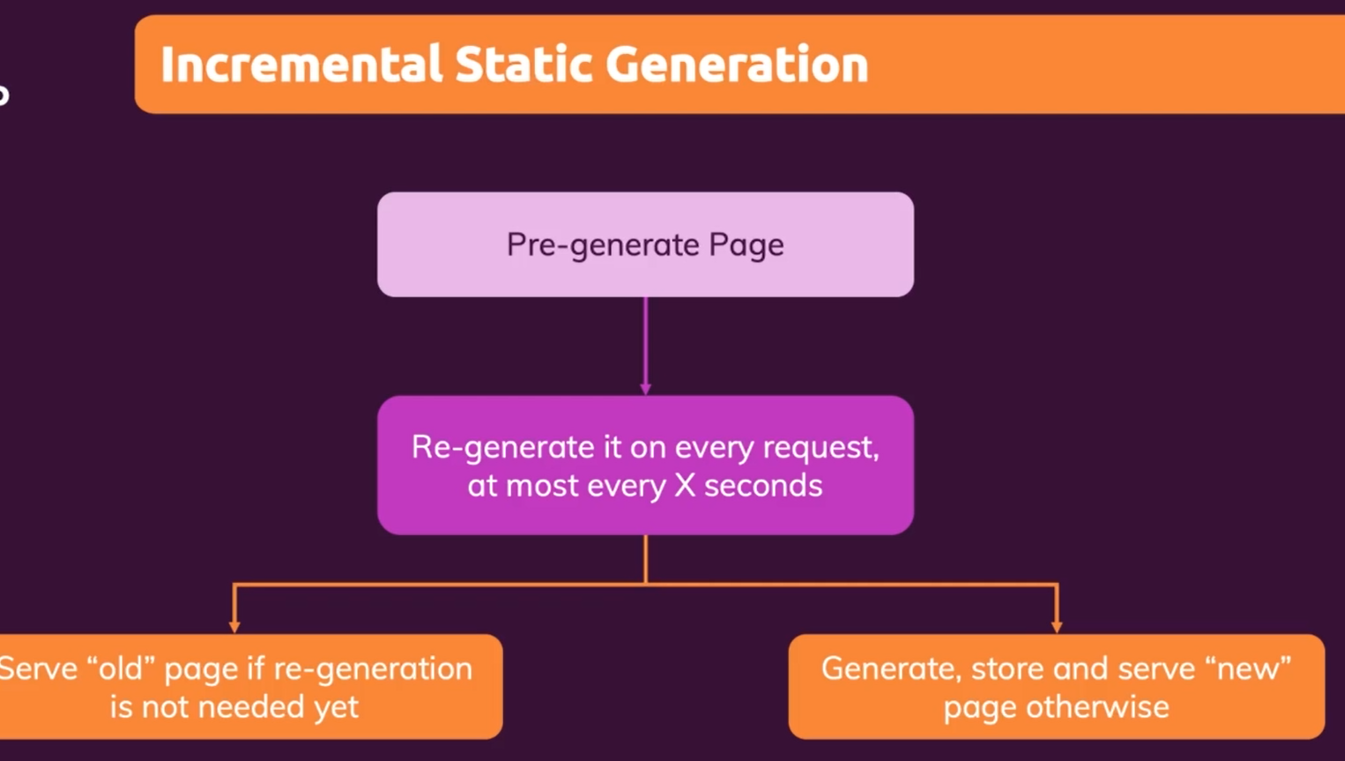 Incremental Static Generation
Pre-generate Page
Re-generate it on every request,
at most every X seconds
Serve “old” page if re-generation
is not needed yet
Generate, store and serve “new”
page otherwise